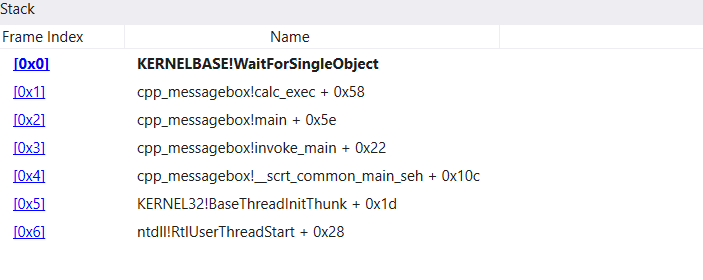 Stack
Frame Index Name
[0x0] KERNELBASE!WaitForSingleObject
[0x1] cpp_messagebox!calc_exec + 0x58
[0x2] cpp_messagebox!main + 0x5e
[0x3] cpp_messagebox!invoke_main + 0x22
[0x4] cpp_messagebox!__scrt_common_main_seh + 0x10c
[0x5] KERNEL32!BaseThreadInitThunk + 0x1d
[0x6] ntdll!RtlUserThreadStart + 0x28